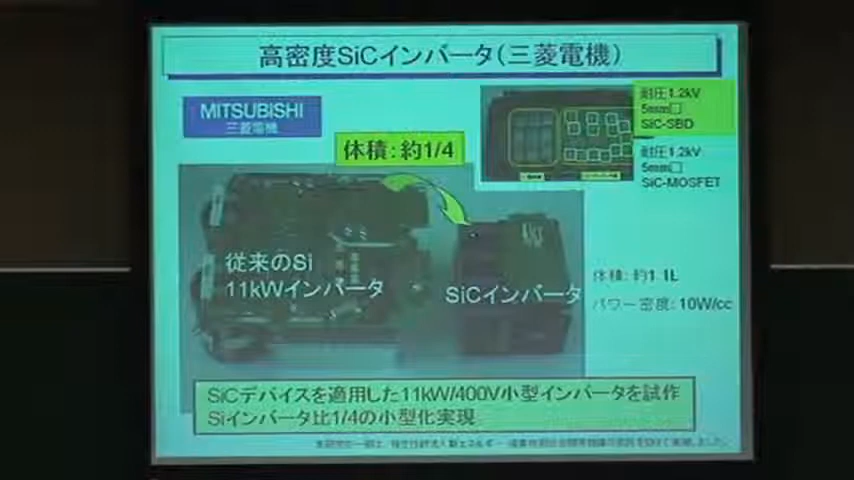 高密度SiCインバータ(三菱電機)
MITSUBISHI
三菱電機
体積:約1/4
耐圧1.2kV
5mm□
SiC-SBD
耐圧1.2kV
5mm□
SiC-MOSFET
従来のSi
11kWインバータ
SiCインバータ
体積:約1.1L
パワー密度:10W/cc
SiCデバイスを適用した11kW/400V小型インバータを試作
Siインバータ比1/4の小型化実現